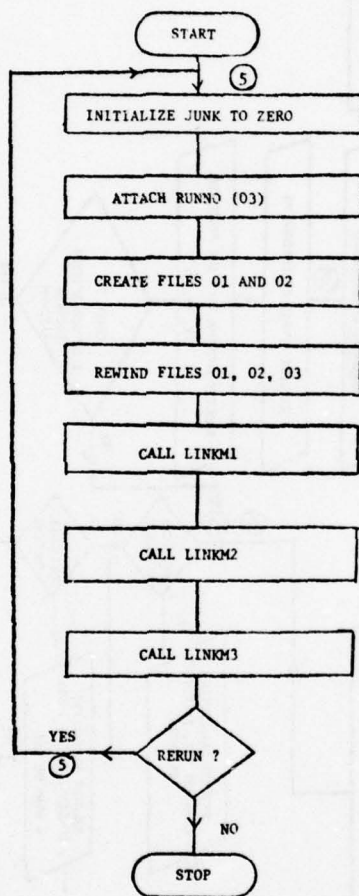 START
5
INITIALIZE JUNK TO ZERO
ATTACH RUNNO (03)
CREATE FILES 01 AND 02
REWIND FILES 01, 02, 03
CALL LINKM1
CALL LINKM2
CALL LINKM3
YES
5
RERUN ?
NO
STOP